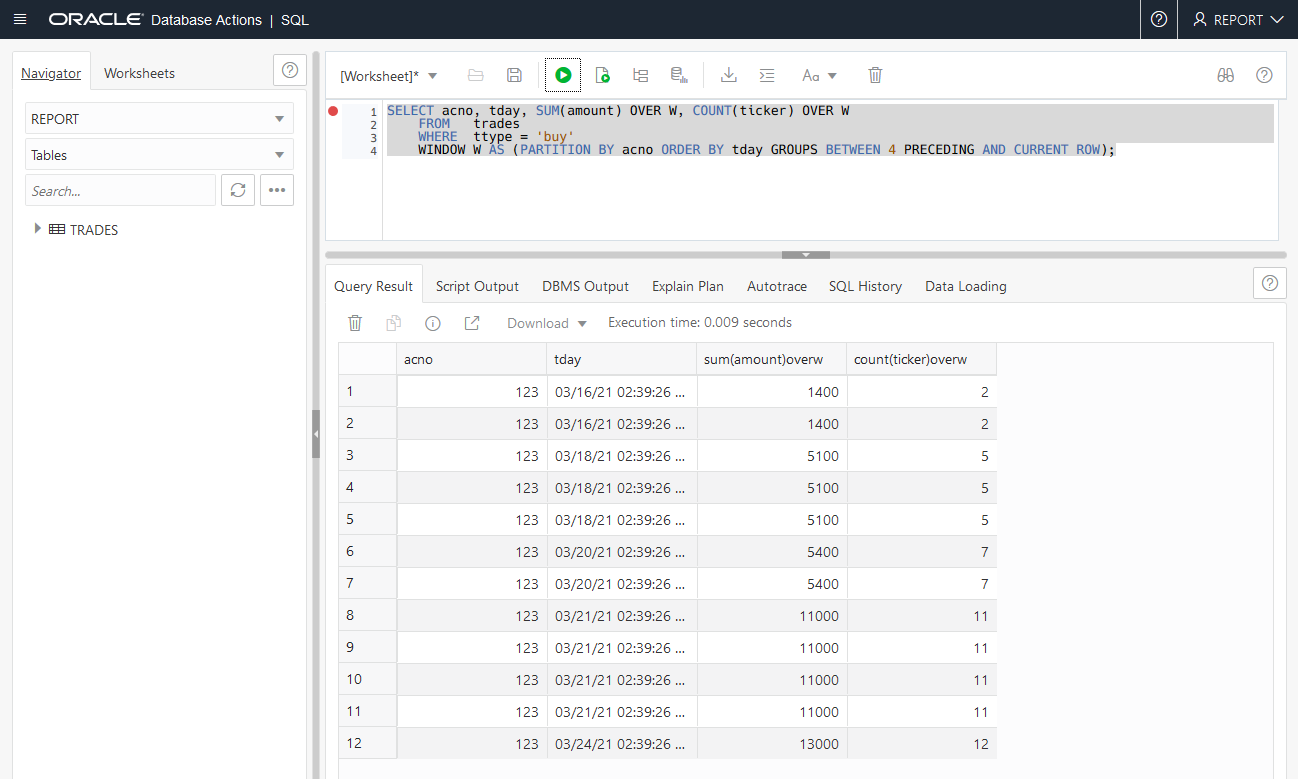 ORACLE Database Actions | SQL
REPORT
Navigator
Worksheets
REPORT
Tables
Search...
TRADES
[Worksheet]*
Aa
1 SELECT acno, tday, SUM(amount) OVER W, COUNT(ticker) OVER W
2 FROM trades
3 WHERE ttype = 'buy'
4 WINDOW W AS (PARTITION BY acno ORDER BY tday GROUPS BETWEEN 4 PRECEDING AND CURRENT ROW);
Query Result Script Output DBMS Output Explain Plan Autotrace SQL History Data Loading
Download Execution time: 0.009 seconds
acno tday sum(amount)overw count(ticker)overw
1 123 03/16/21 02:39:26 ... 1400 2
2 123 03/16/21 02:39:26 ... 1400 2
3 123 03/18/21 02:39:26 ... 5100 5
4 123 03/18/21 02:39:26 ... 5100 5
5 123 03/18/21 02:39:26 ... 5100 5
6 123 03/20/21 02:39:26 ... 5400 7
7 123 03/20/21 02:39:26 ... 5400 7
8 123 03/21/21 02:39:26 ... 11000 11
9 123 03/21/21 02:39:26 ... 11000 11
10 123 03/21/21 02:39:26 ... 11000 11
11 123 03/21/21 02:39:26 ... 11000 11
12 123 03/24/21 02:39:26 ... 13000 12